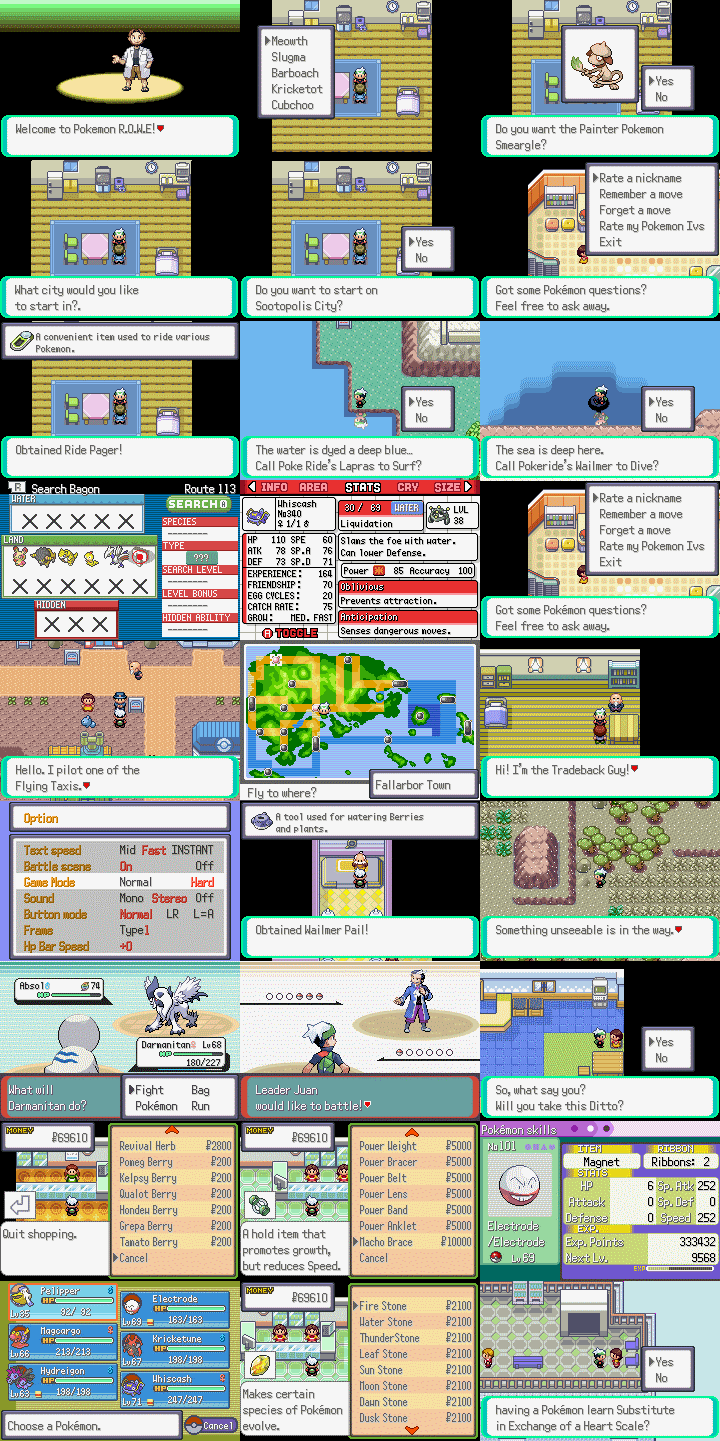 Welcome to Pokemon R.O.W.E!
Meowth
Slugma
Barboach
Kricketot
Cubchoo
Yes
No
Do you want the Painter Pokemon
Smeargle?
What city would you like
to start in?.
Yes
No
Do you want to start on
Sootopolis City?
Rate a nickname
Remember a move
Forget a move
Rate my Pokemon Ivs
Exit
Got some Pokémon questions?
Feel free to ask away.
A convenient item used to ride various
Pokemon.
Obtained Ride Pager!
Yes
No
The water is dyed a deep blue…
Call Poke Ride's Lapras to Surf?
Yes
No
The sea is deep here.
Call Pokeride's Wailmer to Dive?
R Search Bagon Route 113
WATER
SEARCH 0
SPECIES
--------
LAND
TYPE
???
SEARCH LEVEL
--------
LEVEL BONUS
--------
HIDDEN
HIDDEN ABILITY
--------
INFO AREA STATS CRY SIZE
Whiscash
№340
♀ 1/1 ♂
30 / 69 WATER
Liquidation
LVL
38
HP 110 SPE 60
ATK 78 SP.A 76
DEF 73 SP.D 71
EXPERIENCE: 164
FRIENDSHIP: 70
EGG CYCLES: 20
CATCH RATE: 75
GROW: MED. FAST
A TOGGLE
Slams the foe with water.
Can lower Defense.
Power 85 Accuracy 100
Oblivious
Prevents attraction.
Anticipation
Senses dangerous moves.
Rate a nickname
Remember a move
Forget a move
Rate my Pokemon Ivs
Exit
Got some Pokémon questions?
Feel free to ask away.
Hello. I pilot one of the
Flying Taxis.
Fly to where?
Fallarbor Town
Hi! I'm the Tradeback Guy!
Option
Text speed Mid Fast INSTANT
Battle scene On Off
Game Mode Normal Hard
Sound Mono Stereo Off
Button mode Normal LR L=A
Frame Type1
Hp Bar Speed +0
A tool used for watering Berries
and plants.
Obtained Wailmer Pail!
Something unseeable is in the way.
Absol♂ 74
HP
Darmanitan♀ Lv68
HP
180/227
What will
Darmanitan do?
Fight Bag
Pokémon Run
Leader Juan
would like to battle!
Yes
No
So, what say you?
Will you take this Ditto?
MONEY
₽69610
Revival Herb ₽2800
Pomeg Berry ₽200
Kelpsy Berry ₽200
Qualot Berry ₽200
Hondew Berry ₽200
Grepa Berry ₽200
Tamato Berry ₽200
Cancel
Quit shopping.
MONEY
₽69610
Power Weight ₽5000
Power Bracer ₽5000
Power Belt ₽5000
Power Lens ₽5000
Power Band ₽5000
Power Anklet ₽5000
Macho Brace ₽10000
Cancel
A hold item that
promotes growth,
but reduces Speed.
Pokémon skills
No101
Electrode
/Electrode
Lv69
ITEM RIBBON
Magnet Ribbons: 2
STATS
HP 6 Sp. Atk 252
Attack 0 Sp. Def 0
Defense 0 Speed 252
EXP.
Exp. Points 333432
Next Lv. 9568
EXP
Pelipper
HP
92/ 92
Magcargo
Lv66
HP
213/213
Hydreigon
Lv63
HP
198/198
Electrode
Lv69
HP
163/163
Kricketune
Lv67
HP
198/198
Whiscash
Lv71
HP
247/247
Choose a Pokémon.
Cancel
MONEY
₽69610
Fire Stone ₽2100
Water Stone ₽2100
ThunderStone ₽2100
Leaf Stone ₽2100
Sun Stone ₽2100
Moon Stone ₽2100
Dawn Stone ₽2100
Dusk Stone ₽2100
Makes certain
species of Pokémon
evolve.
Yes
No
having a Pokémon learn Substitute
in Exchange of a Heart Scale?